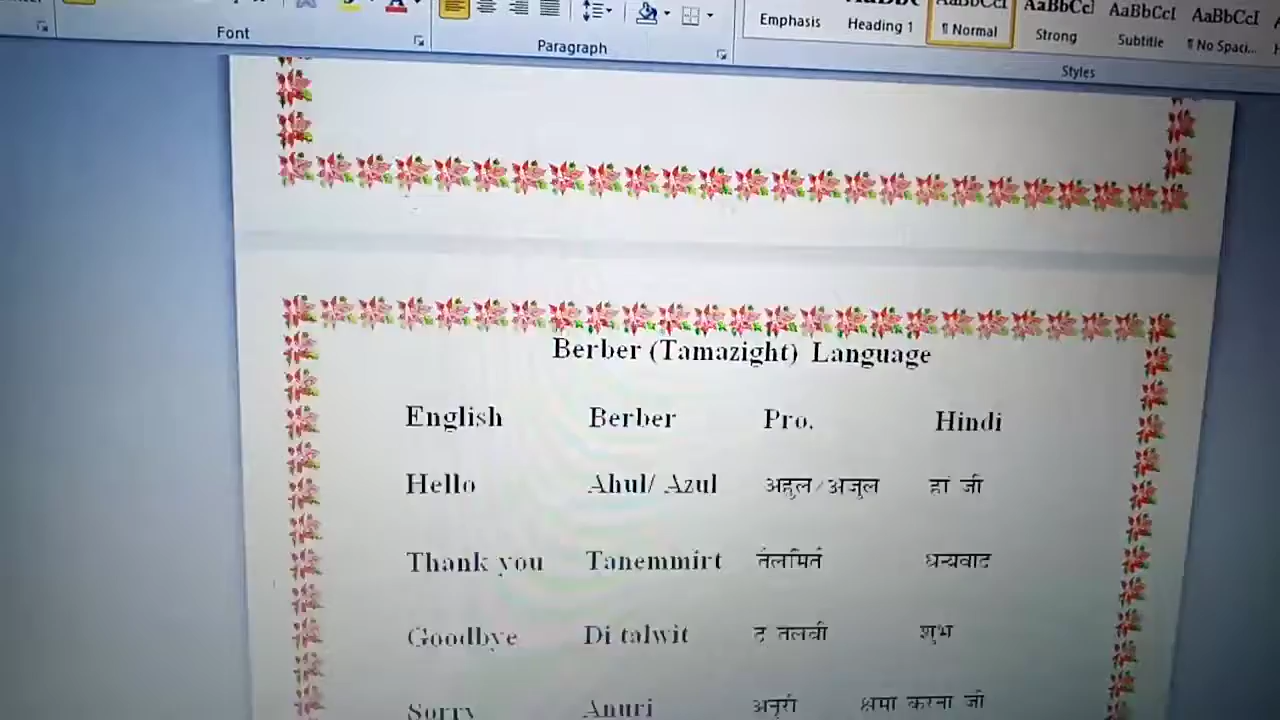 Emphasis Heading 1 ¶ Normal Strong Subtitle ¶ No Spaci...
Font Paragraph Styles
Berber (Tamazight) Language
English Berber Pro. Hindi
Hello Ahul/ Azul अहुल/अजुल हां जी
Thank you Tanemmirt तंलमिर्त धन्यवाद
Goodbye Di talwit द तलवी शुभ
Sorry Anuri अनूरी क्षमा करना जी